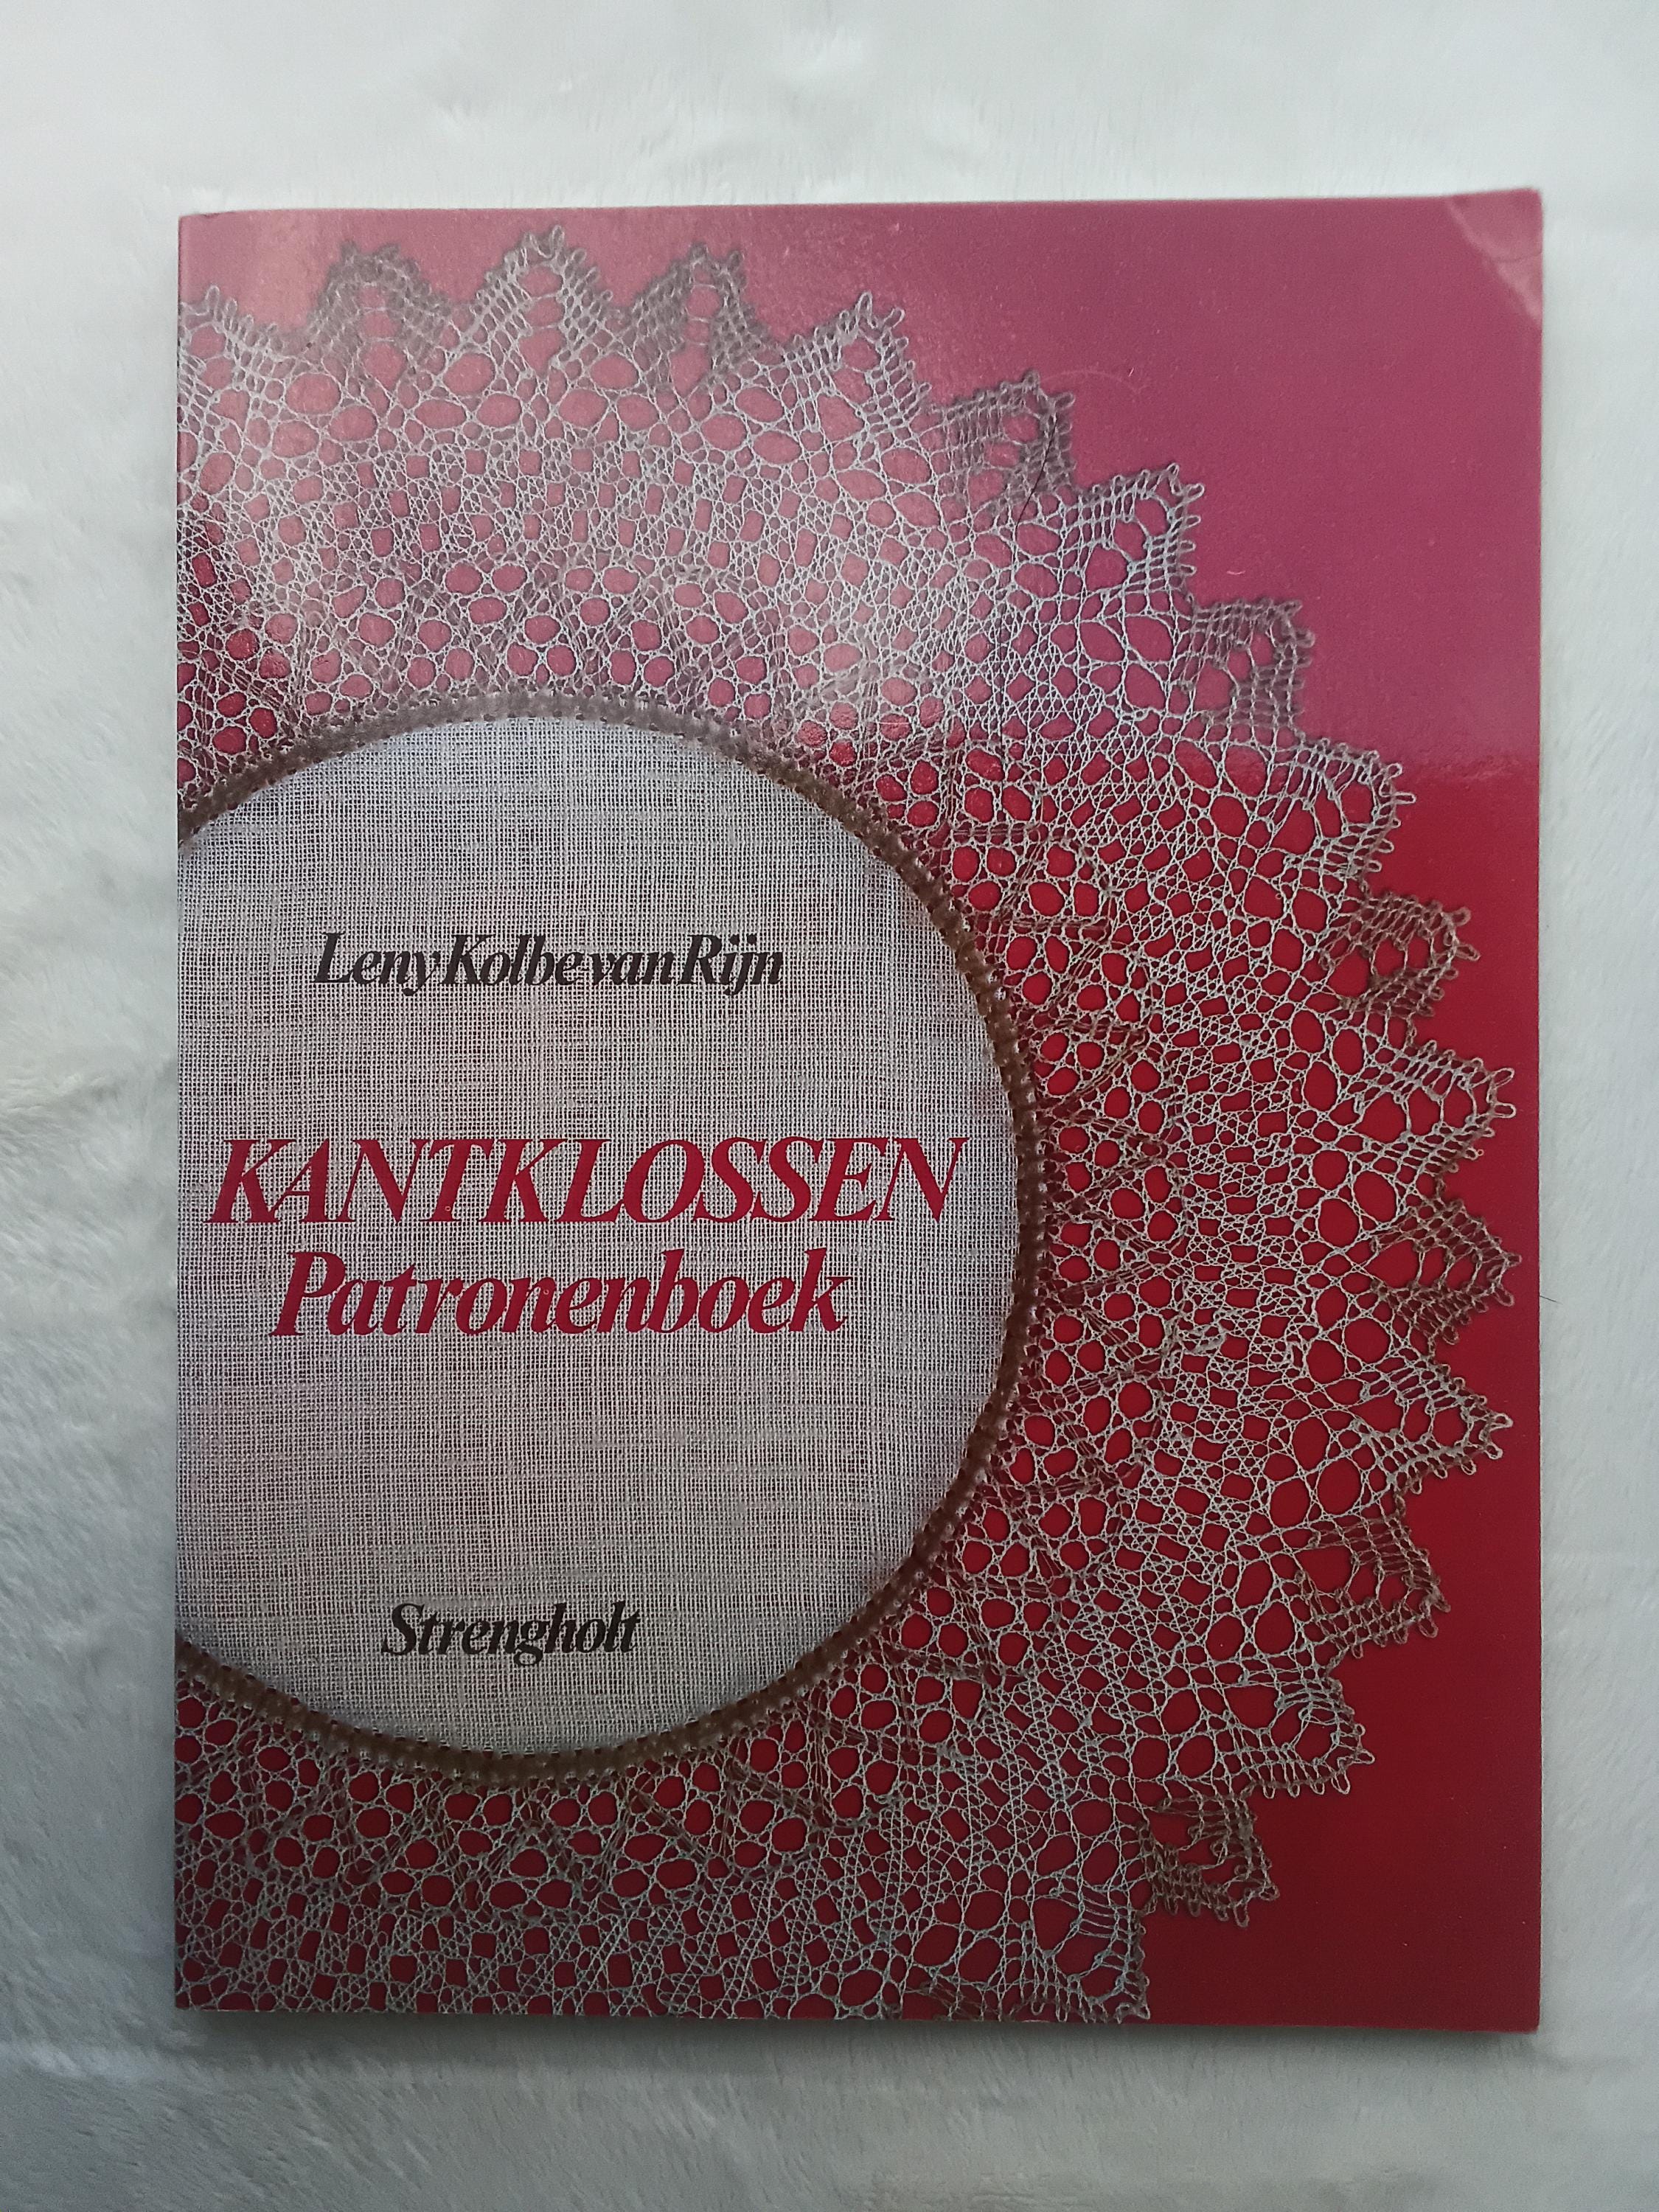 Leny Kolbe-van Rijn
KANTKLOSSEN
Patronenboek
Strengholt